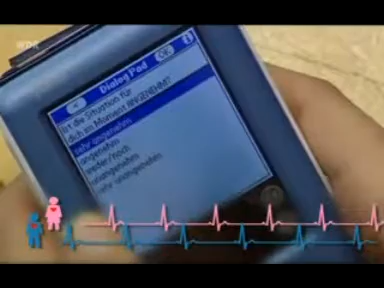 WDR
Dialog Pad
OK
Ist die Situation für
dich im Moment ANGENEHM?
sehr angenehm
angenehm
weder/noch
unangenehm
sehr unangenehm